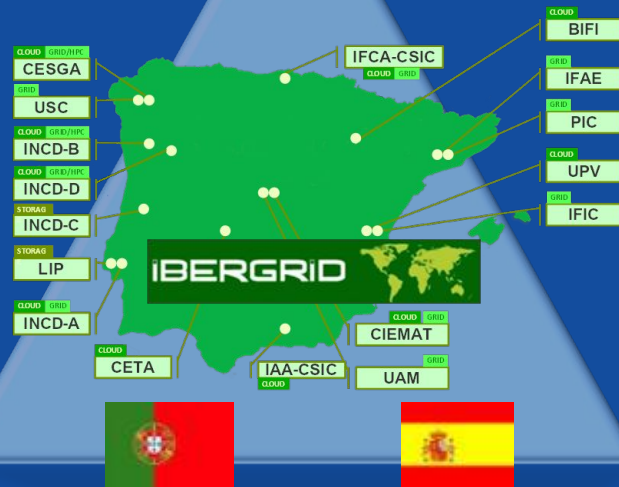 CLOUD GRID/HPC
CESGA
GRID
USC
CLOUD GRID/HPC
INCD-B
CLOUD GRID/HPC
INCD-D
STORAG
INCD-C
STORAG
LIP
CLOUD GRID
INCD-A
CLOUD
CETA
IFCA-CSIC
CLOUD GRID
iBERGRiD
IAA-CSIC
CLOUD
CLOUD GRID
CIEMAT
GRID
UAM
CLOUD
BIFI
GRID
IFAE
GRID
PIC
CLOUD
UPV
GRID
IFIC